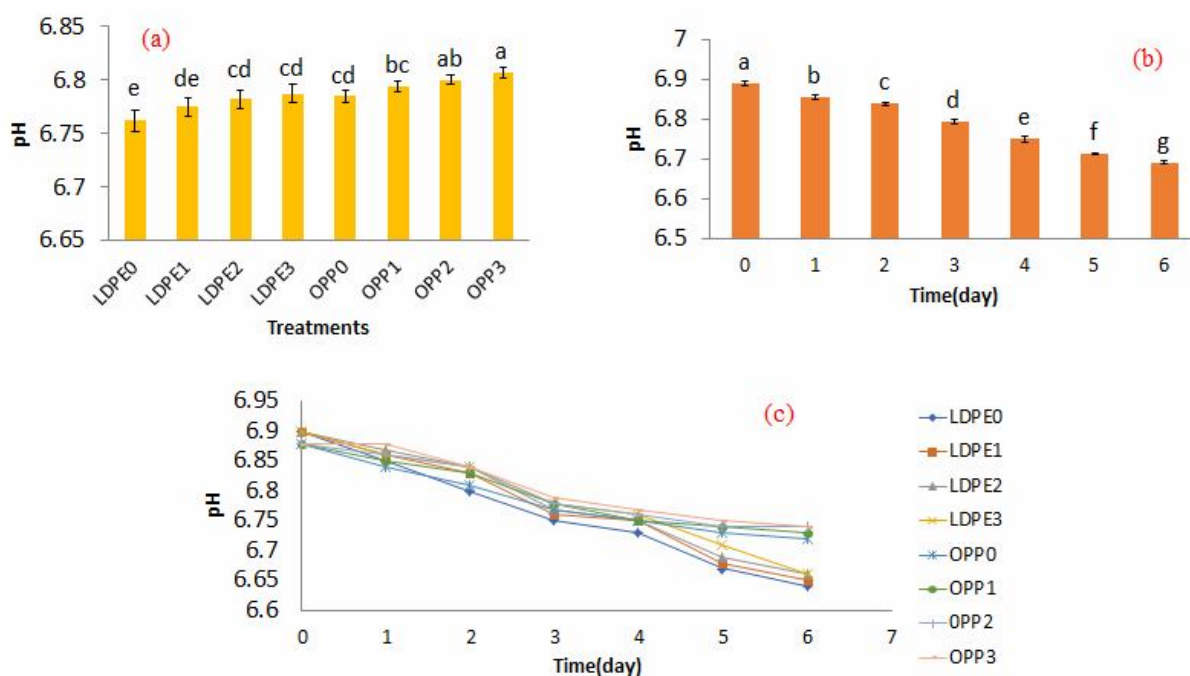 (a)
6.85
6.8
6.75
6.7
6.65
pH
e
de
cd
cd
cd
bc
ab
a
LDPE0
LDPE1
LDPE2
LDPE3
OPP0
OPP1
OPP2
OPP3
Treatments
(b)
7
6.9
6.8
6.7
6.6
6.5
pH
a
b
c
d
e
f
g
0 1 2 3 4 5 6
Time(day)
(c)
6.95
6.9
6.85
6.8
6.75
6.7
6.65
6.6
pH
0 1 2 3 4 5 6 7
Time(day)
LDPE0
LDPE1
LDPE2
LDPE3
OPP0
OPP1
0PP2
OPP3